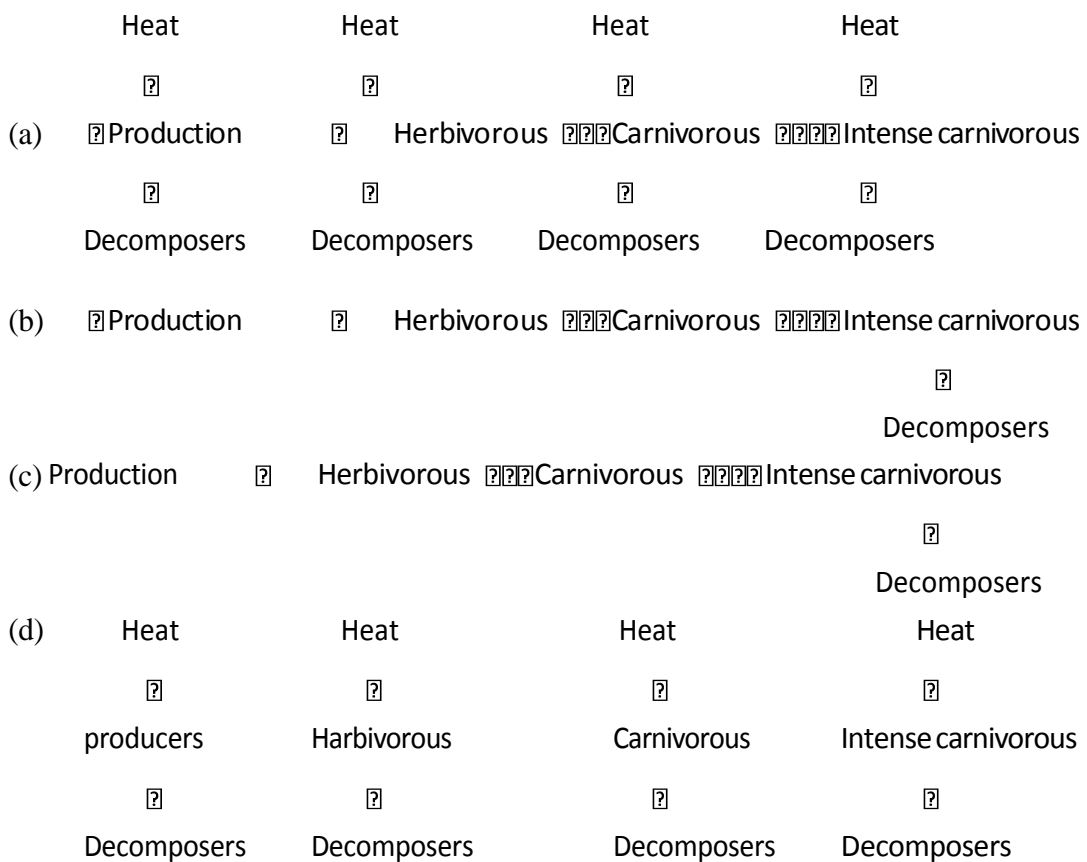 Heat Heat Heat Heat
⍰ ⍰ ⍰ ⍰
(a) ⍰Production ⍰ Herbivorous ⍰⍰⍰Carnivorous ⍰⍰⍰⍰Intense carnivorous
⍰ ⍰ ⍰ ⍰
Decomposers Decomposers Decomposers Decomposers
(b) ⍰Production ⍰ Herbivorous ⍰⍰⍰Carnivorous ⍰⍰⍰⍰Intense carnivorous
⍰
Decomposers
(c) Production ⍰ Herbivorous ⍰⍰⍰Carnivorous ⍰⍰⍰⍰Intense carnivorous
⍰
Decomposers
(d) Heat Heat Heat Heat
⍰ ⍰ ⍰ ⍰
producers Harbivorous Carnivorous Intense carnivorous
⍰ ⍰ ⍰ ⍰
Decomposers Decomposers Decomposers Decomposers